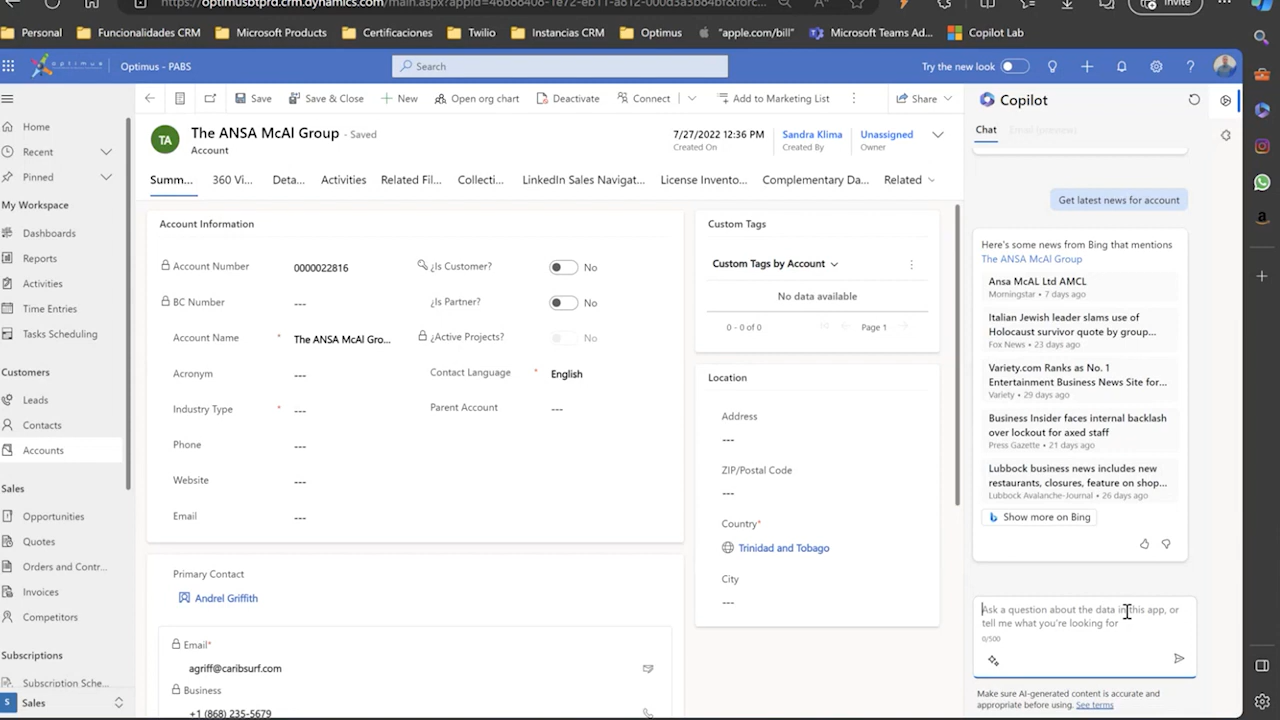 https://optimusbtprd.crm.dynamics.com/main.aspx?appid=
Personal
Funcionalidades CRM
Microsoft Products
Certificaciones
Twilio
Instancias CRM
Optimus
"apple.com/bill"
Microsoft Teams Ad...
Copilot Lab
Invite
optimus
Optimus - PABS
Search
Try the new look
Save
Save & Close
New
Open org chart
Deactivate
Connect
Add to Marketing List
Share
Home
Recent
Pinned
My Workspace
Dashboards
Reports
Activities
Time Entries
Tasks Scheduling
Customers
Leads
Contacts
Accounts
Sales
Opportunities
Quotes
Orders and Contr...
Invoices
Competitors
Subscriptions
Subscription Sche...
S
Sales
TA
The ANSA McAl Group - Saved
Account
7/27/2022 12:36 PM
Created On
Sandra Klima
Created By
Unassigned
Owner
Summ...
360 Vi...
Deta...
Activities
Related Fil...
Collecti...
LinkedIn Sales Navigat...
License Invento...
Complementary Da...
Related
Account Information
Account Number
0000022816
BC Number
---
Account Name *
The ANSA McAl Gro...
Acronym
---
Industry Type *
---
Phone
---
Website
---
Email
---
¿Is Customer?
No
¿Is Partner?
No
¿Active Projects?
No
Contact Language *
English
Parent Account
---
Primary Contact
Andrel Griffith
Email*
agriff@caribsurf.com
Business
+1 (868) 235-5679
Custom Tags
Custom Tags by Account
No data available
0 - 0 of 0
Page 1
Location
Address
---
ZIP/Postal Code
---
Country*
Trinidad and Tobago
City
---
Copilot
Chat
Email (preview)
Get latest news for account
Here's some news from Bing that mentions
The ANSA McAl Group
Ansa McAL Ltd AMCL
Morningstar • 7 days ago
Italian Jewish leader slams use of
Holocaust survivor quote by group...
Fox News • 23 days ago
Variety.com Ranks as No. 1
Entertainment Business News Site for...
Variety • 29 days ago
Business Insider faces internal backlash
over lockout for axed staff
Press Gazette • 21 days ago
Lubbock business news includes new
restaurants, closures, feature on shop...
Lubbock Avalanche-Journal • 26 days ago
Show more on Bing
Ask a question about the data in this app, or
tell me what you're looking for
0/500
Make sure AI-generated content is accurate and
appropriate before using. See terms